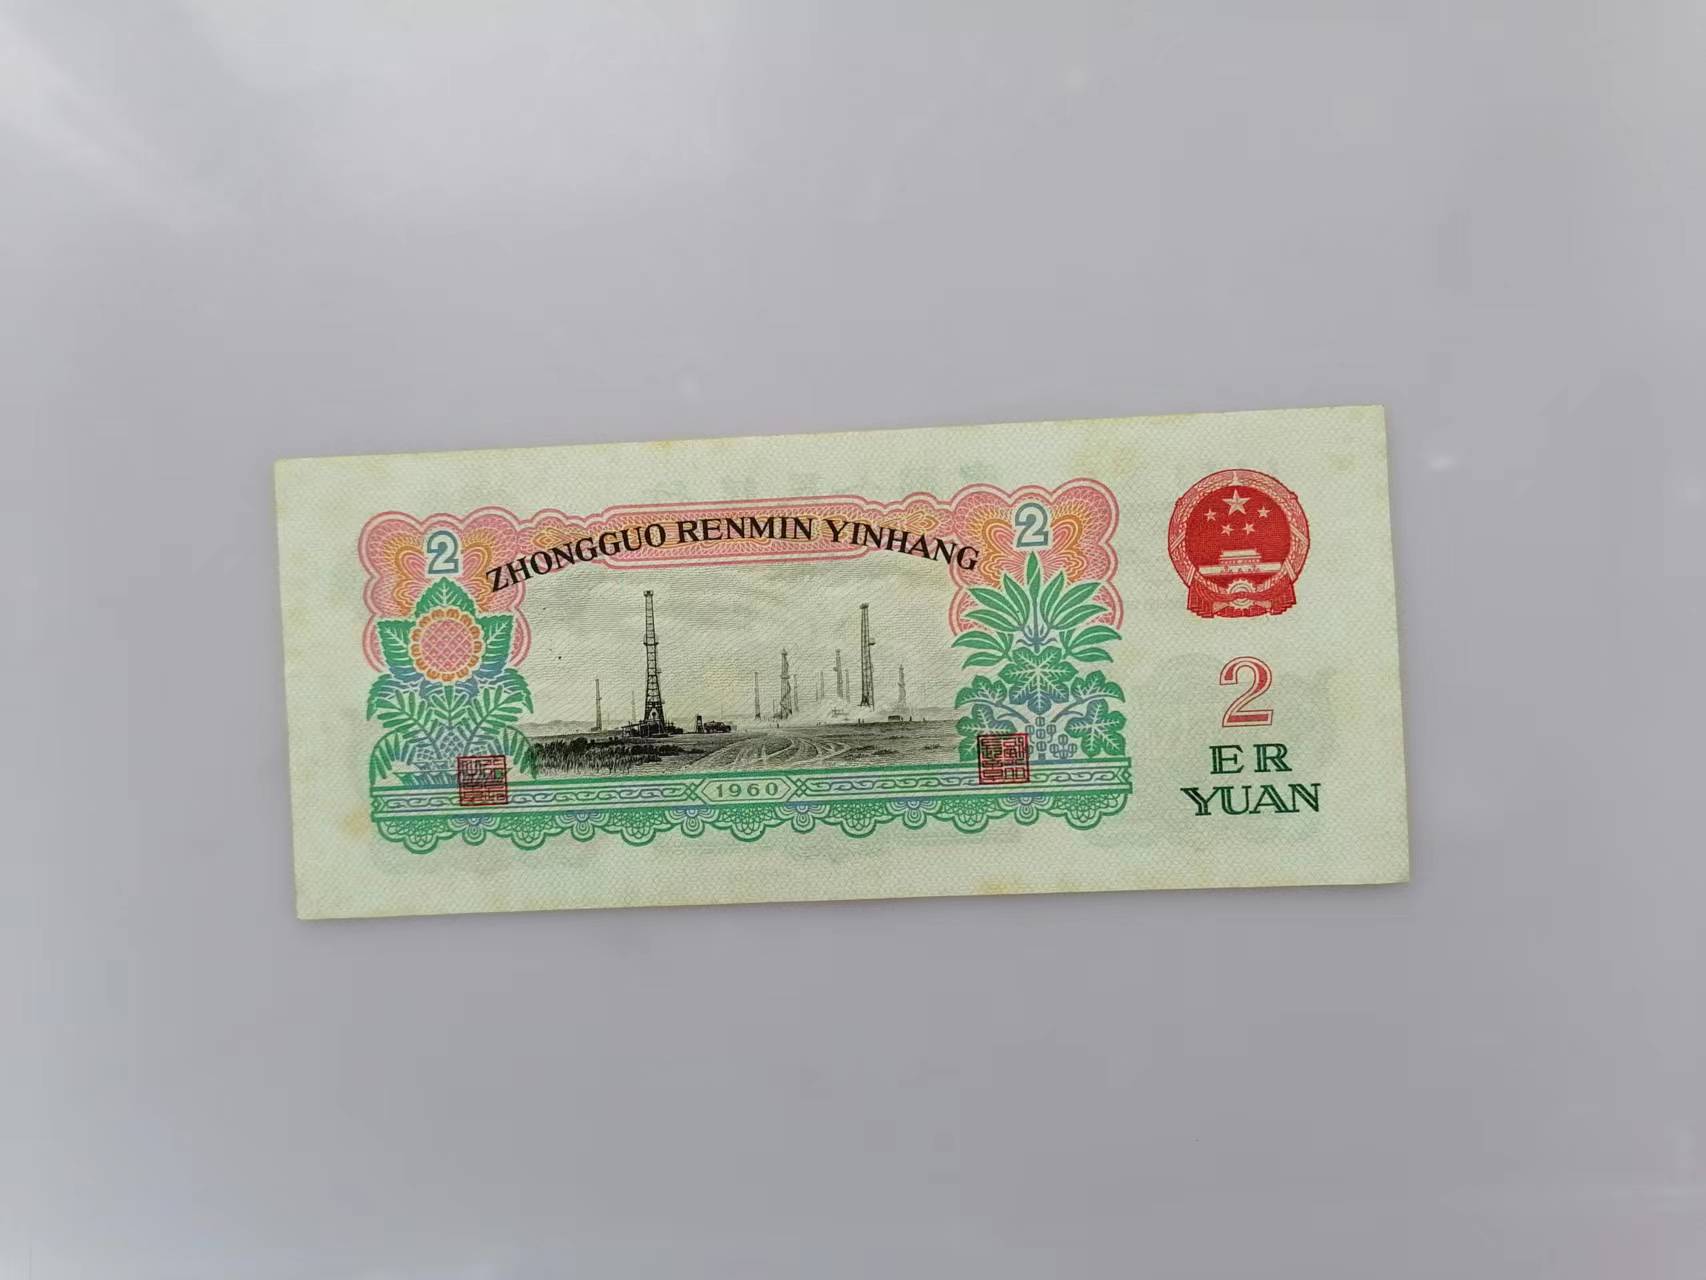 ZHONGGUO RENMIN YINHANG
2
2
1960
2
ER
YUAN